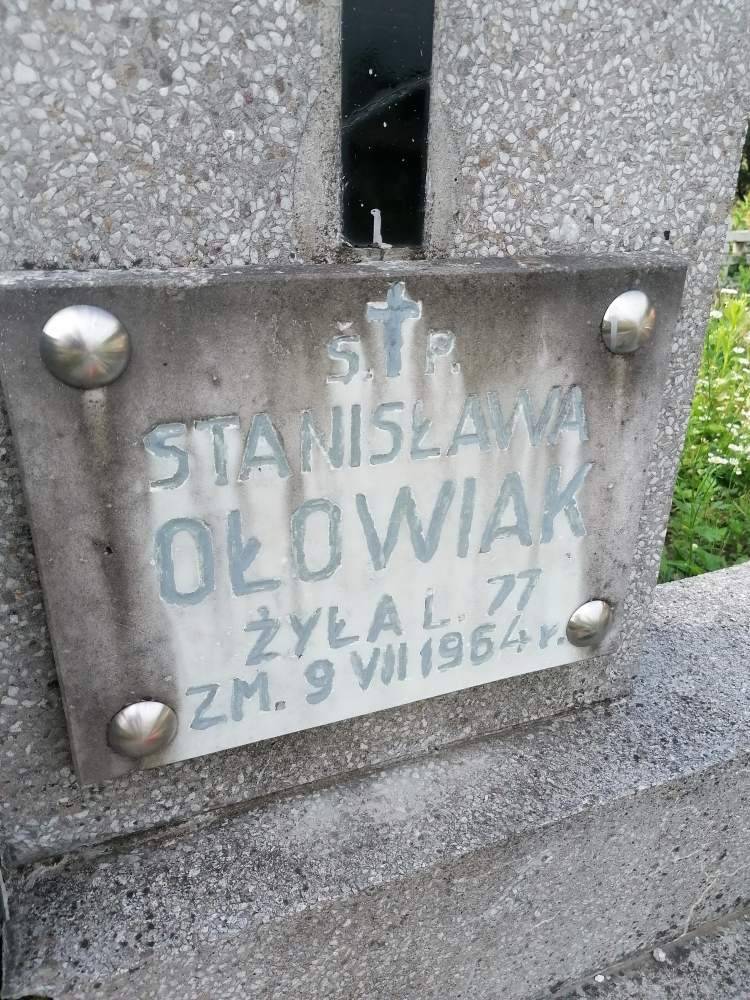 Ś. P.
STANISŁAWA
OŁOWIAK
ŻYŁA L. 77
ZM. 9 VII 1964 r.